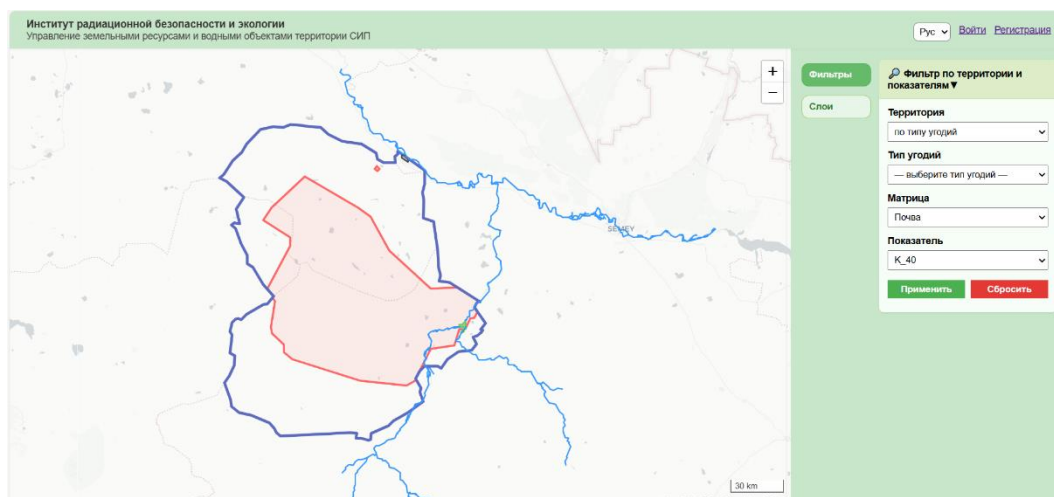 Институт радиационной безопасности и экологии
Управление земельными ресурсами и водными объектами территории СИП
Рус
Войти
Регистрация
+
−
SEMEY
30 km
Фильтры
Слои
🔎 Фильтр по территории и
показателям▼
Территория
по типу угодий
Тип угодий
— выберите тип угодий —
Матрица
Почва
Показатель
K_40
Применить
Сбросить